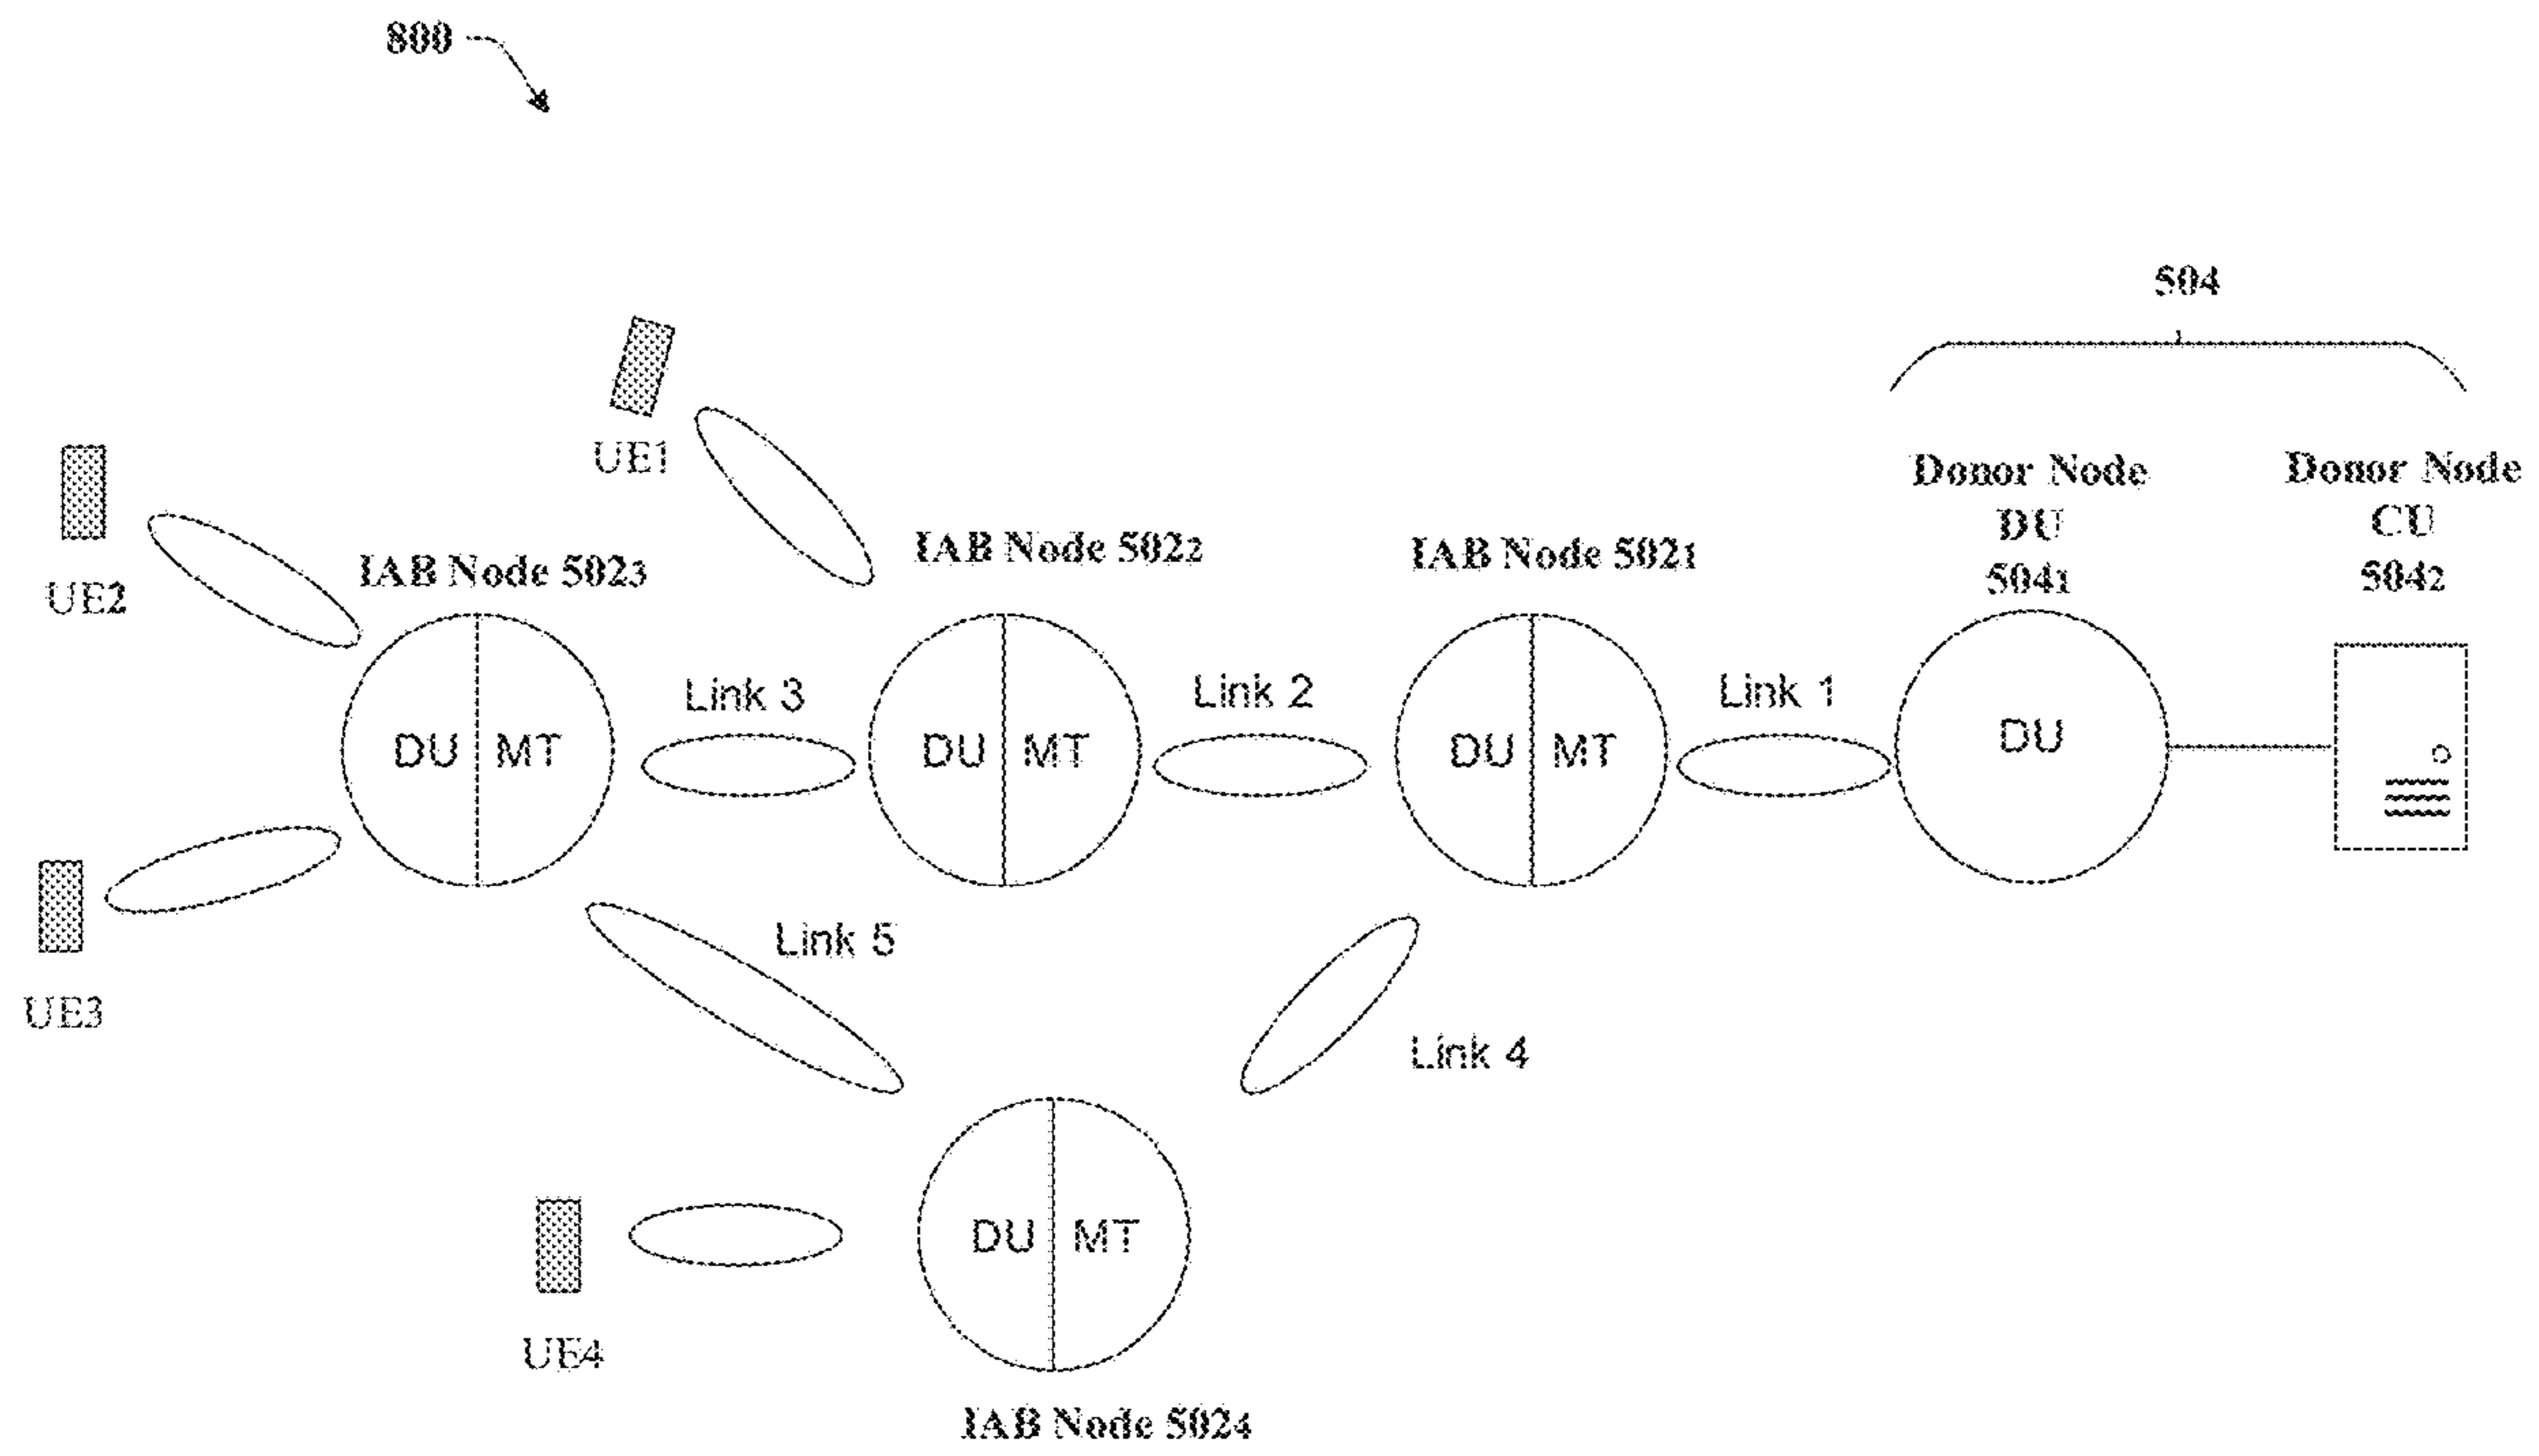 800
504
UE1
UE2
IAB Node 502₃
IAB Node 502₂
IAB Node 502₁
Donor Node
DU
504₁
Donor Node
CU
504₂
Link 3
Link 2
Link 1
DU MT
DU MT
DU MT
DU
UE3
Link 5
Link 4
DU MT
UE4
IAB Node 502₄